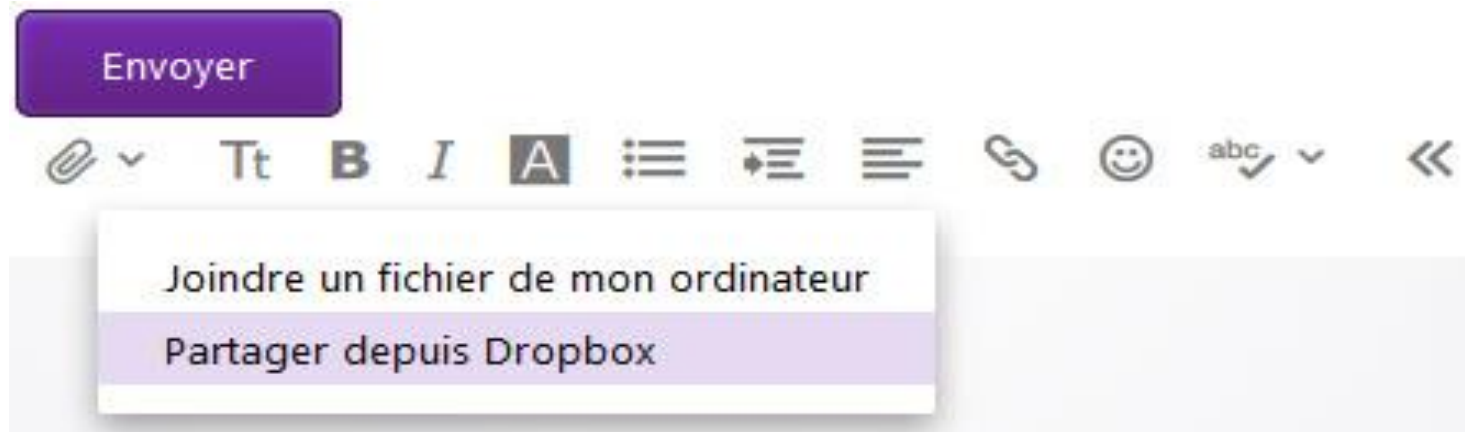 Envoyer
Tt B I A abc
Joindre un fichier de mon ordinateur
Partager depuis Dropbox